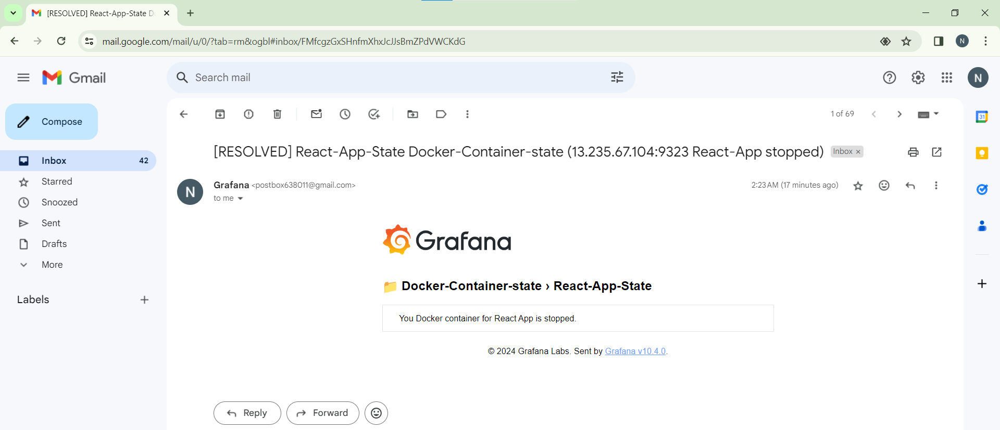 [RESOLVED] React-App-State D
mail.google.com/mail/u/0/?tab=rm&ogbl#inbox/FMfcgzGxSHnfmXhxJcJJsBmZPdVWCKdG
N
Gmail
Search mail
N
Compose
1 of 69
31
[RESOLVED] React-App-State Docker-Container-state (13.235.67.104:9323 React-App stopped)
Inbox ×
Inbox 42
Starred
Snoozed
Sent
Drafts
More
Labels
N
Grafana <postbox638011@gmail.com>
2:23 AM (17 minutes ago)
to me
Grafana
Docker-Container-state › React-App-State
You Docker container for React App is stopped.
© 2024 Grafana Labs. Sent by Grafana v10.4.0.
Reply
Forward